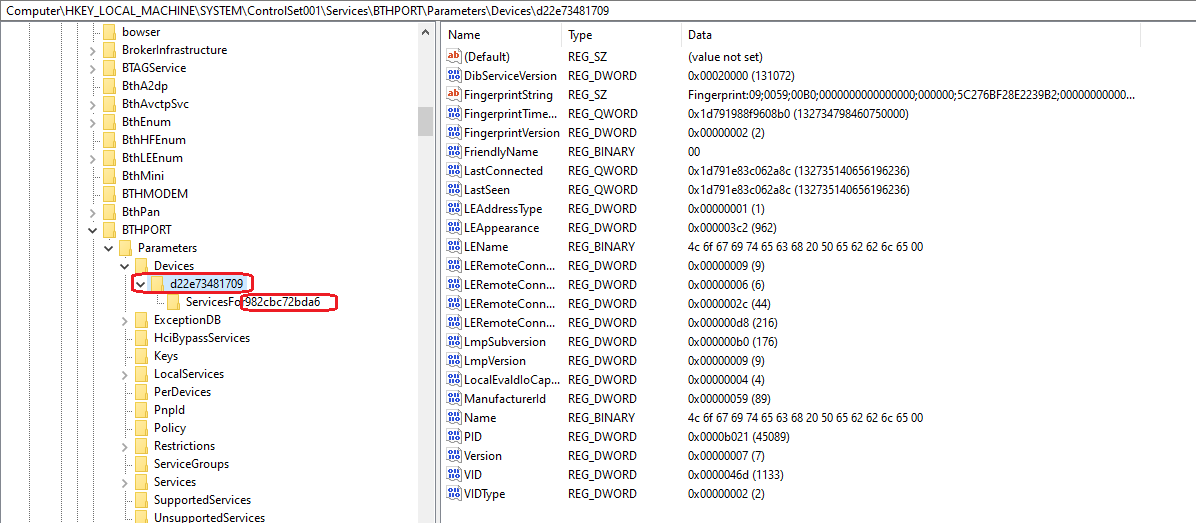 Computer\HKEY_LOCAL_MACHINE\SYSTEM\ControlSet001\Services\BTHPORT\Parameters\Devices\d22e73481709
bowser
BrokerInfrastructure
BTAGService
BthA2dp
BthAvctpSvc
BthEnum
BthHFEnum
BthLEEnum
BthMini
BTHMODEM
BthPan
BTHPORT
Parameters
Devices
d22e73481709
ServicesFor982cbc72bda6
ExceptionDB
HciBypassServices
Keys
LocalServices
PerDevices
PnpId
Policy
Restrictions
ServiceGroups
Services
SupportedServices
UnsupportedServices
Name Type Data
(Default) REG_SZ (value not set)
DibServiceVersion REG_DWORD 0x00020000 (131072)
FingerprintString REG_SZ Fingerprint:09;0059;00B0;0000000000000000;000000;5C276BF28E2239B2;00000000000...
FingerprintTime... REG_QWORD 0x1d791988f9608b0 (132734798460750000)
FingerprintVersion REG_DWORD 0x00000002 (2)
FriendlyName REG_BINARY 00
LastConnected REG_QWORD 0x1d791e83c062a8c (132735140656196236)
LastSeen REG_QWORD 0x1d791e83c062a8c (132735140656196236)
LEAddressType REG_DWORD 0x00000001 (1)
LEAppearance REG_DWORD 0x000003c2 (962)
LEName REG_BINARY 4c 6f 67 69 74 65 63 68 20 50 65 62 62 6c 65 00
LERemoteConn... REG_DWORD 0x00000009 (9)
LERemoteConn... REG_DWORD 0x00000006 (6)
LERemoteConn... REG_DWORD 0x0000002c (44)
LERemoteConn... REG_DWORD 0x000000d8 (216)
LmpSubversion REG_DWORD 0x000000b0 (176)
LmpVersion REG_DWORD 0x00000009 (9)
LocalEvaldIoCap... REG_DWORD 0x00000004 (4)
ManufacturerId REG_DWORD 0x00000059 (89)
Name REG_BINARY 4c 6f 67 69 74 65 63 68 20 50 65 62 62 6c 65 00
PID REG_DWORD 0x0000b021 (45089)
Version REG_DWORD 0x00000007 (7)
VID REG_DWORD 0x0000046d (1133)
VIDType REG_DWORD 0x00000002 (2)